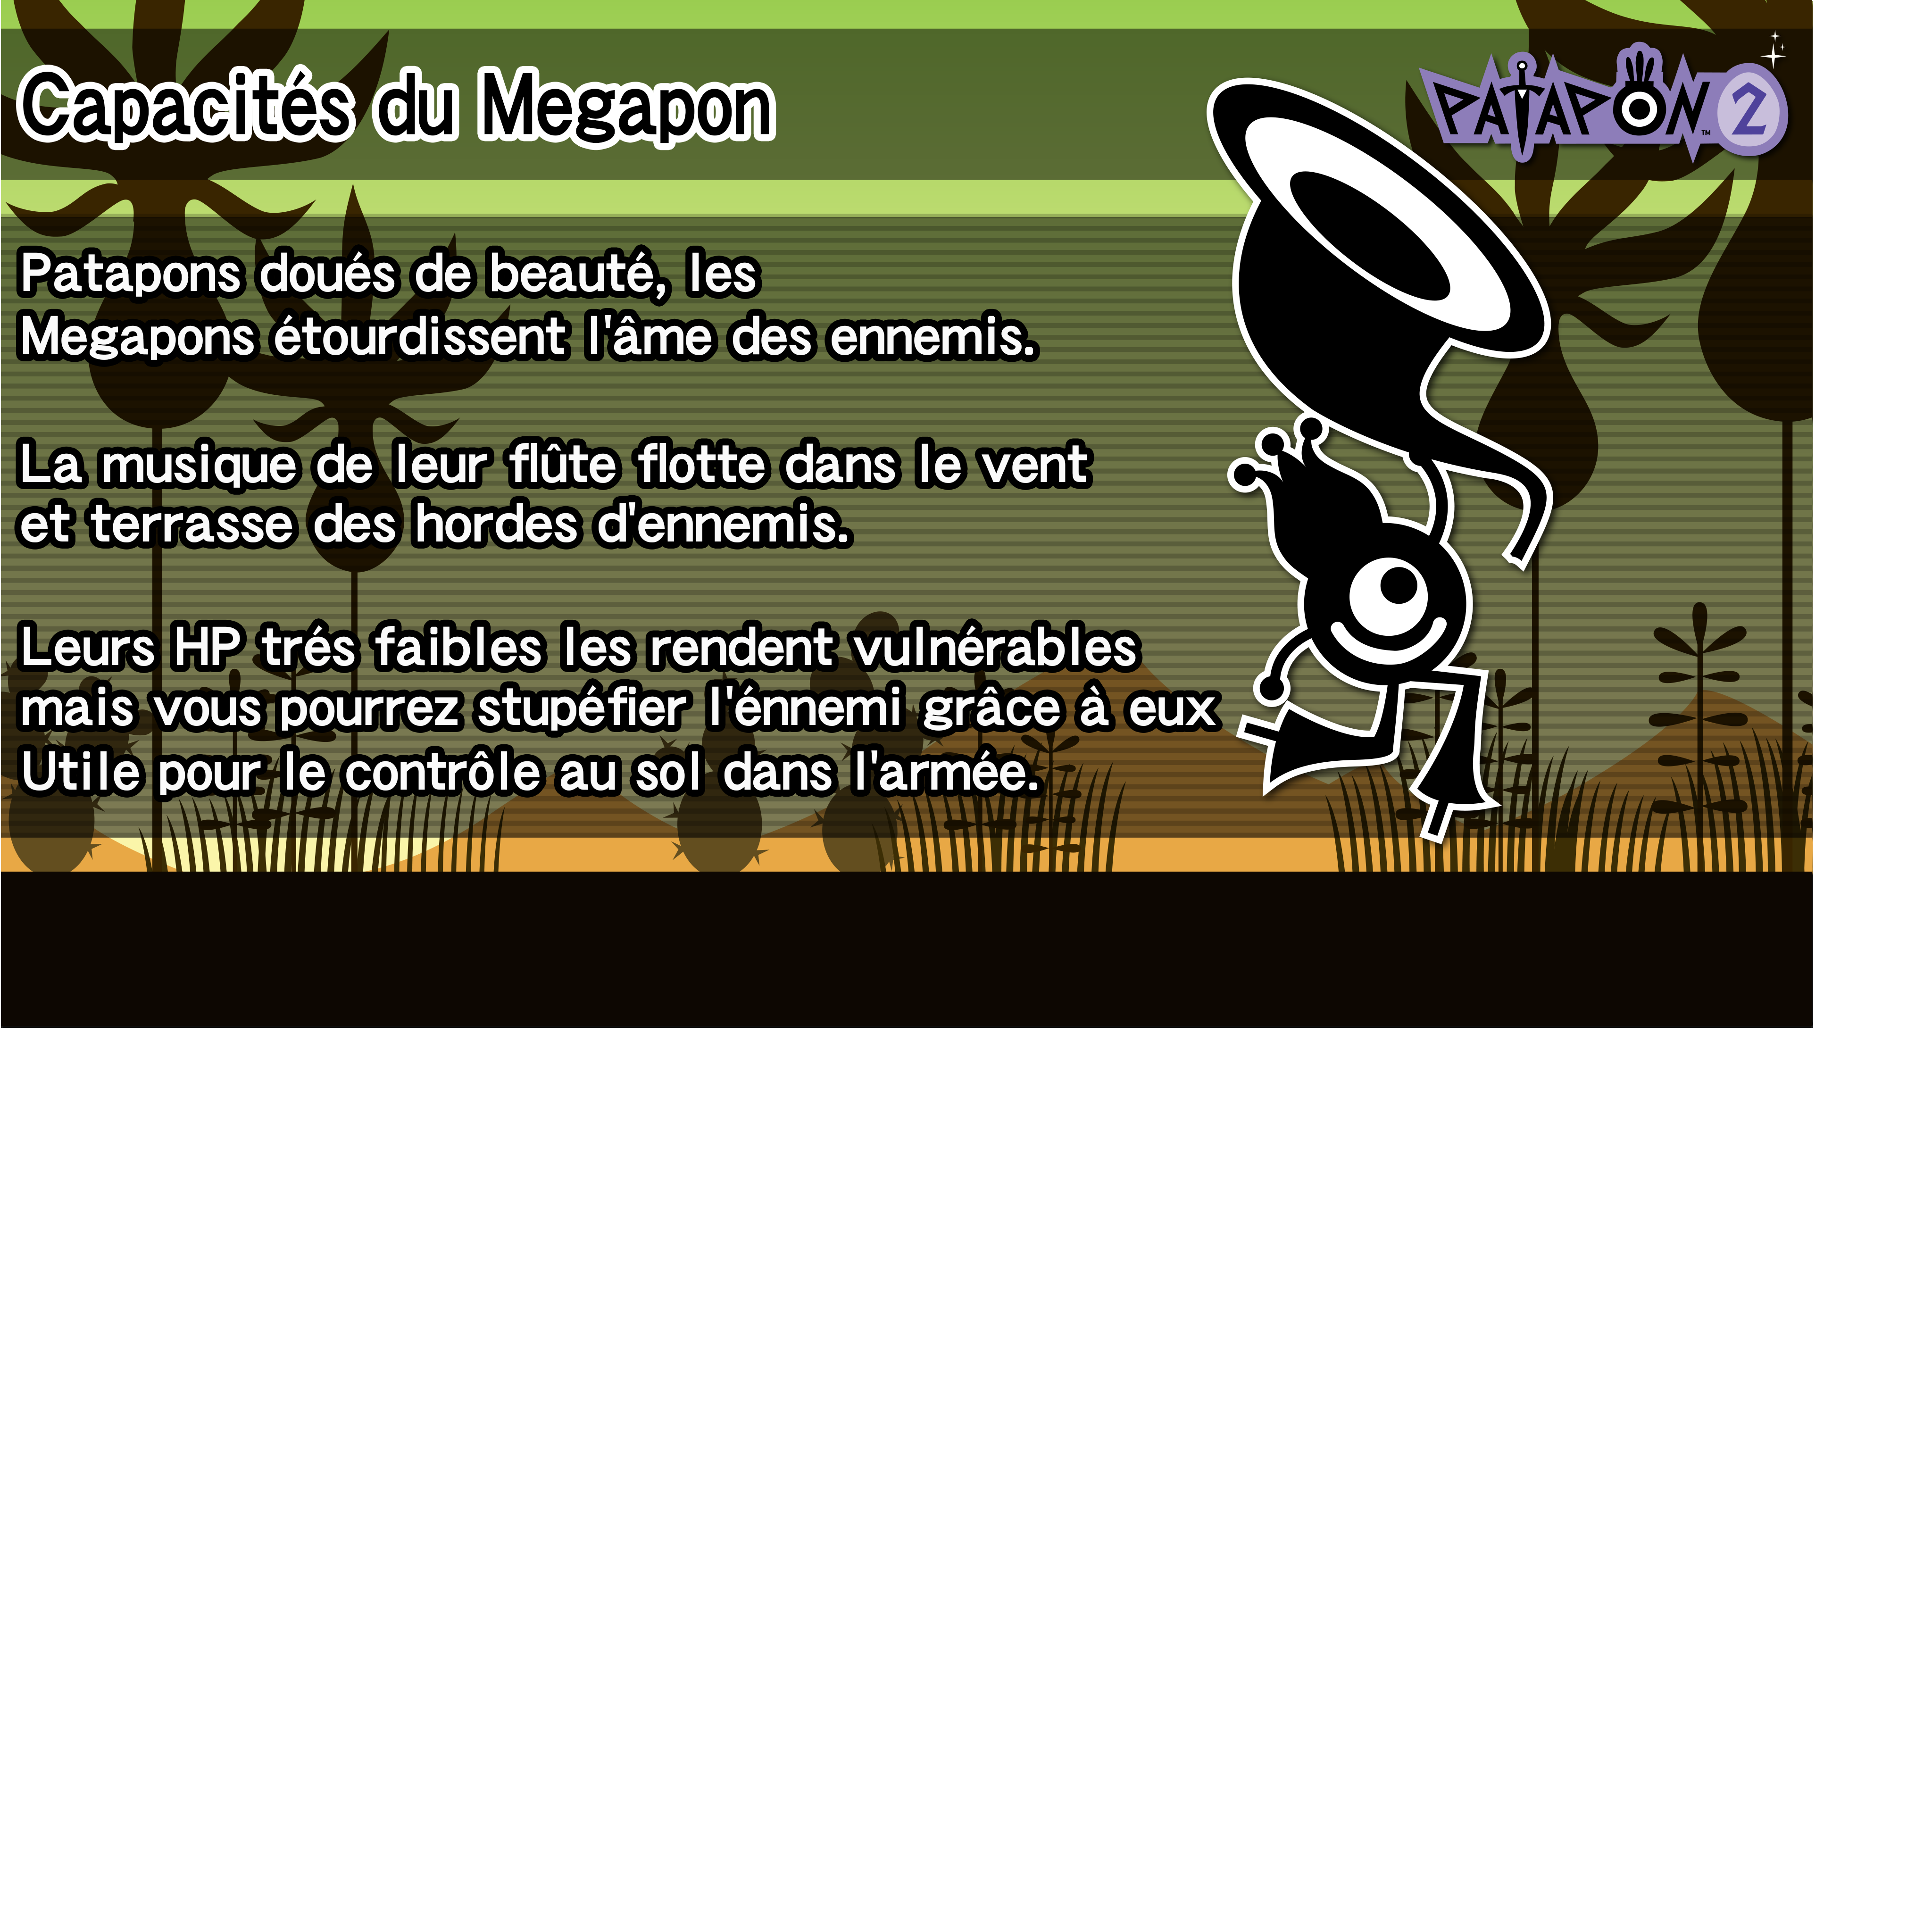 Capacités du Megapon
PATAPON™ 2
Patapons doués de beauté, les
Megapons étourdissent l'âme des ennemis.
La musique de leur flûte flotte dans le vent
et terrasse des hordes d'ennemis.
Leurs HP trés faibles les rendent vulnérables
mais vous pourrez stupéfier l'énnemi grâce à eux
Utile pour le contrôle au sol dans l'armée.